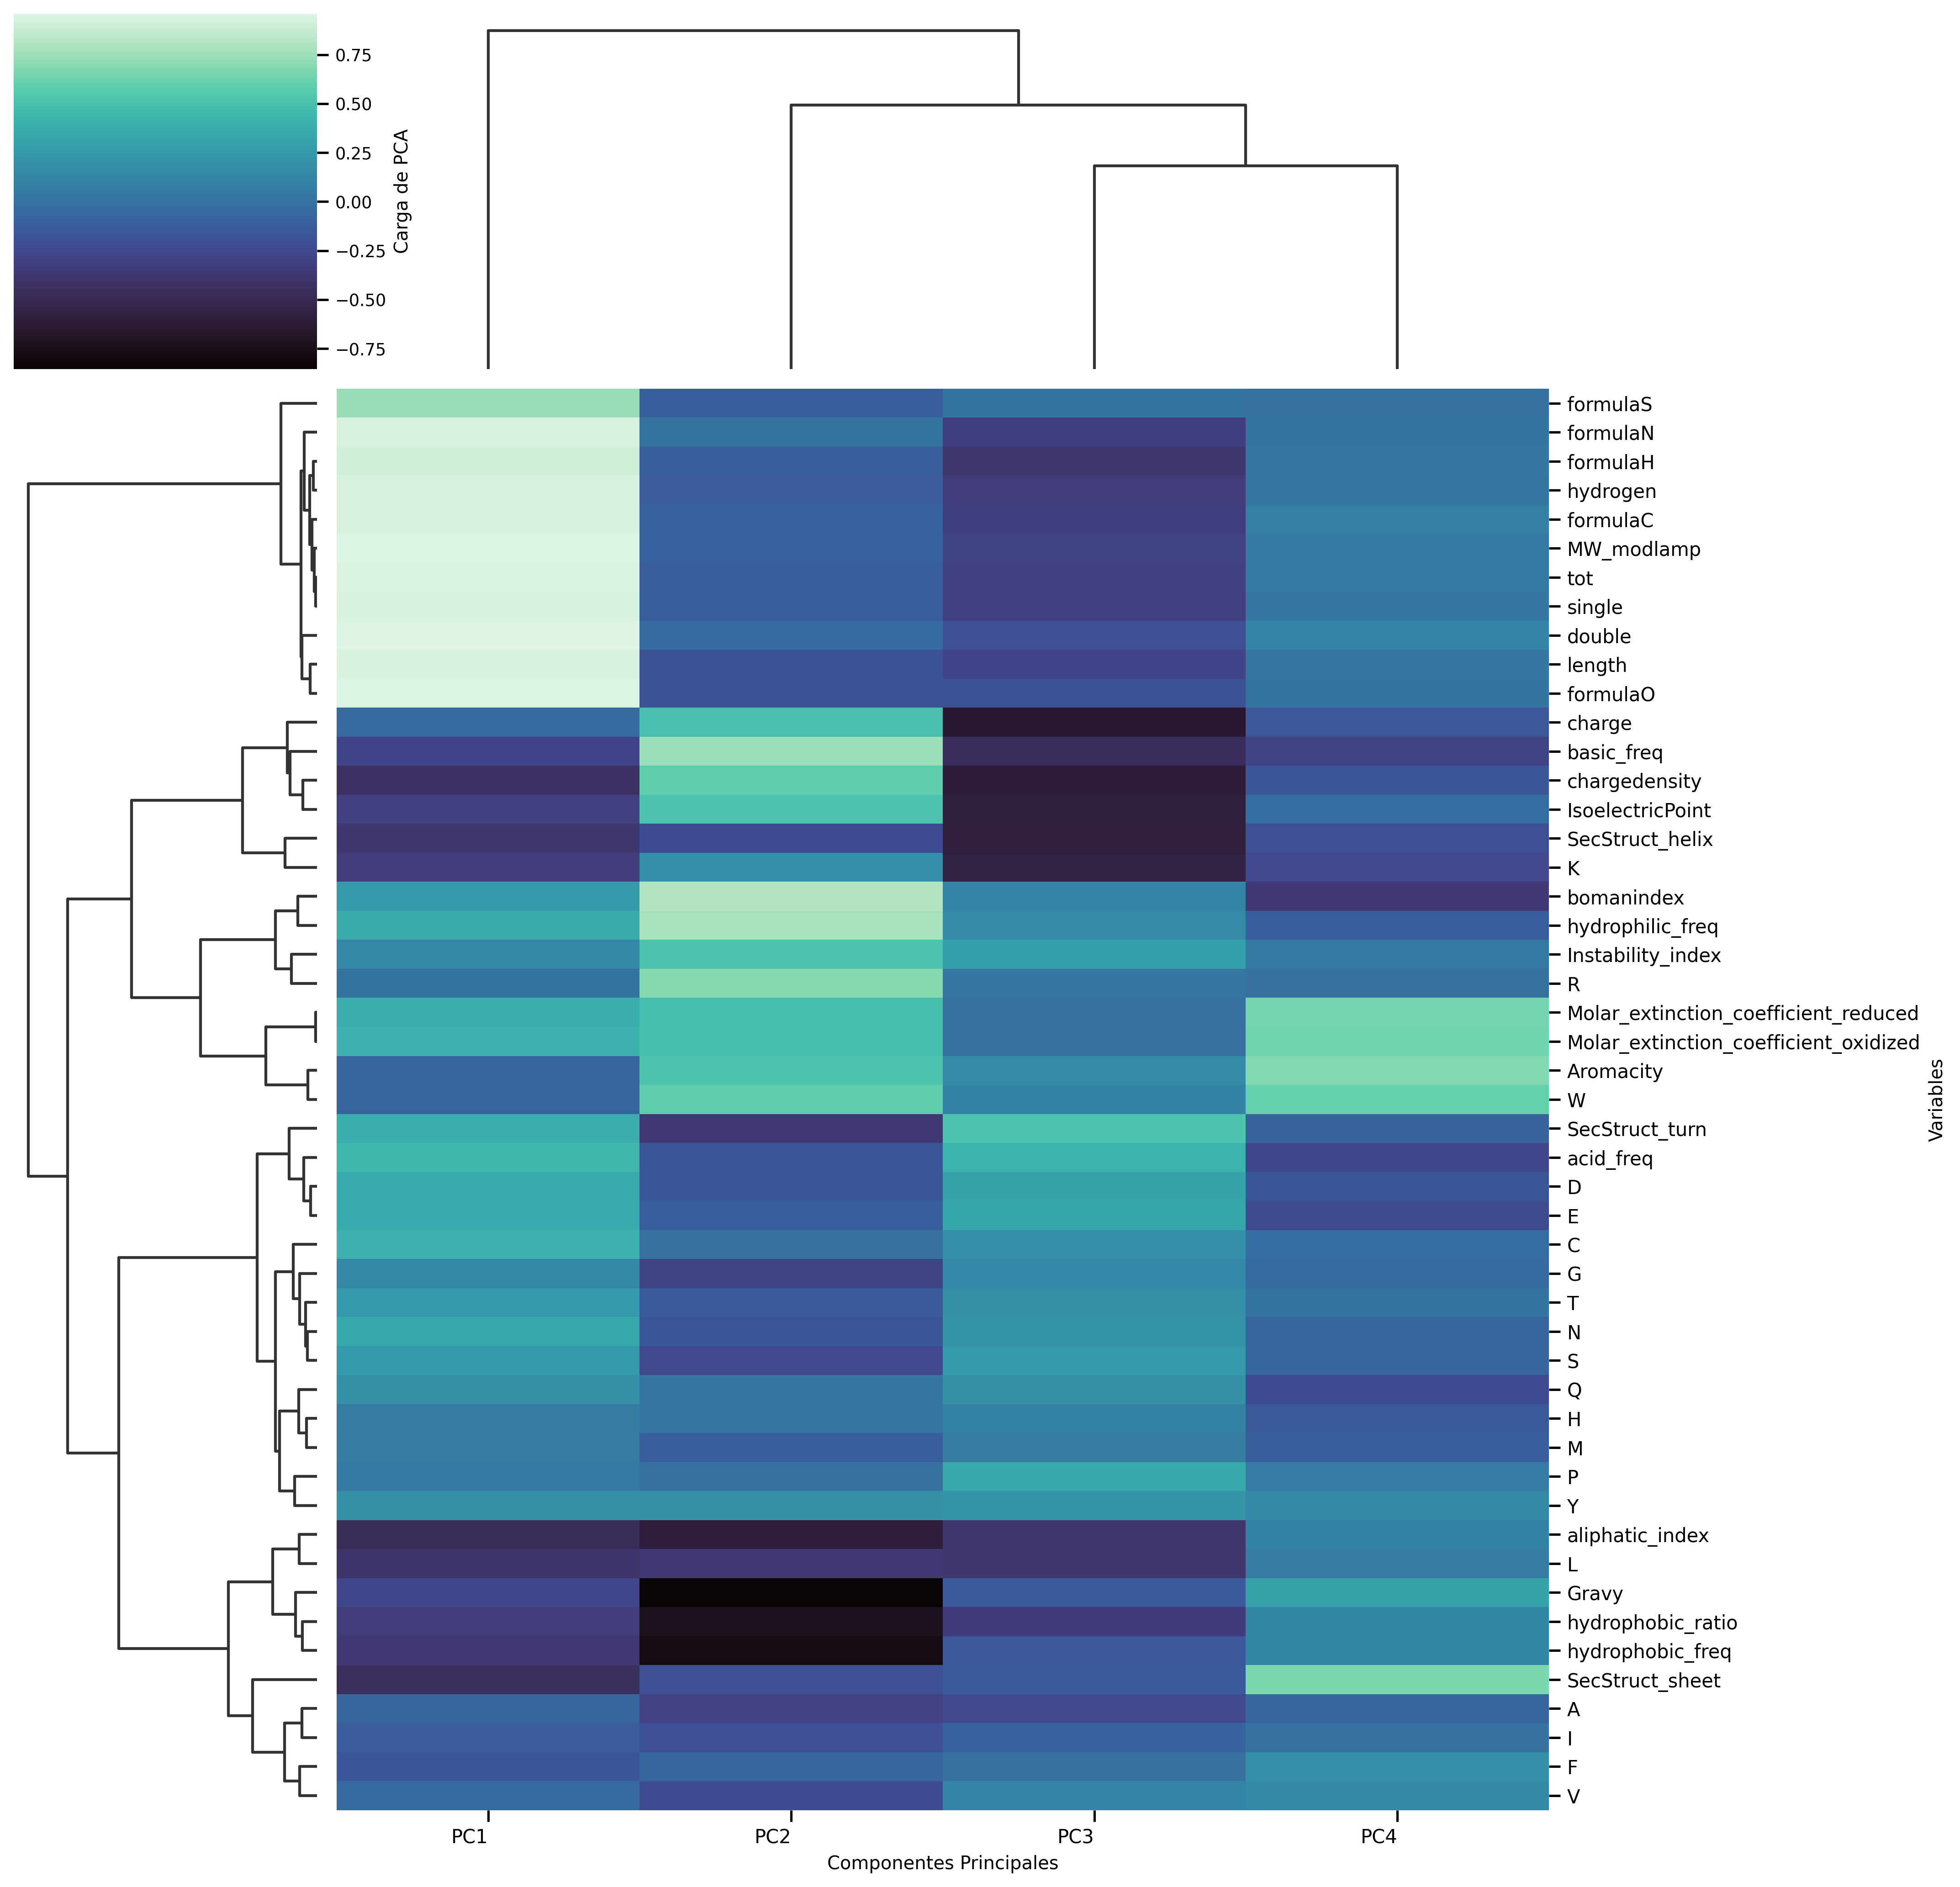 0.75
0.50
0.25
0.00
−0.25
−0.50
−0.75
Carga de PCA
formulaS
formulaN
formulaH
hydrogen
formulaC
MW_modlamp
tot
single
double
length
formulaO
charge
basic_freq
chargedensity
IsoelectricPoint
SecStruct_helix
K
bomanindex
hydrophilic_freq
Instability_index
R
Molar_extinction_coefficient_reduced
Molar_extinction_coefficient_oxidized
Aromacity
W
SecStruct_turn
acid_freq
D
E
C
G
T
N
S
Q
H
M
P
Y
aliphatic_index
L
Gravy
hydrophobic_ratio
hydrophobic_freq
SecStruct_sheet
A
I
F
V
Variables
PC1
PC2
PC3
PC4
Componentes Principales